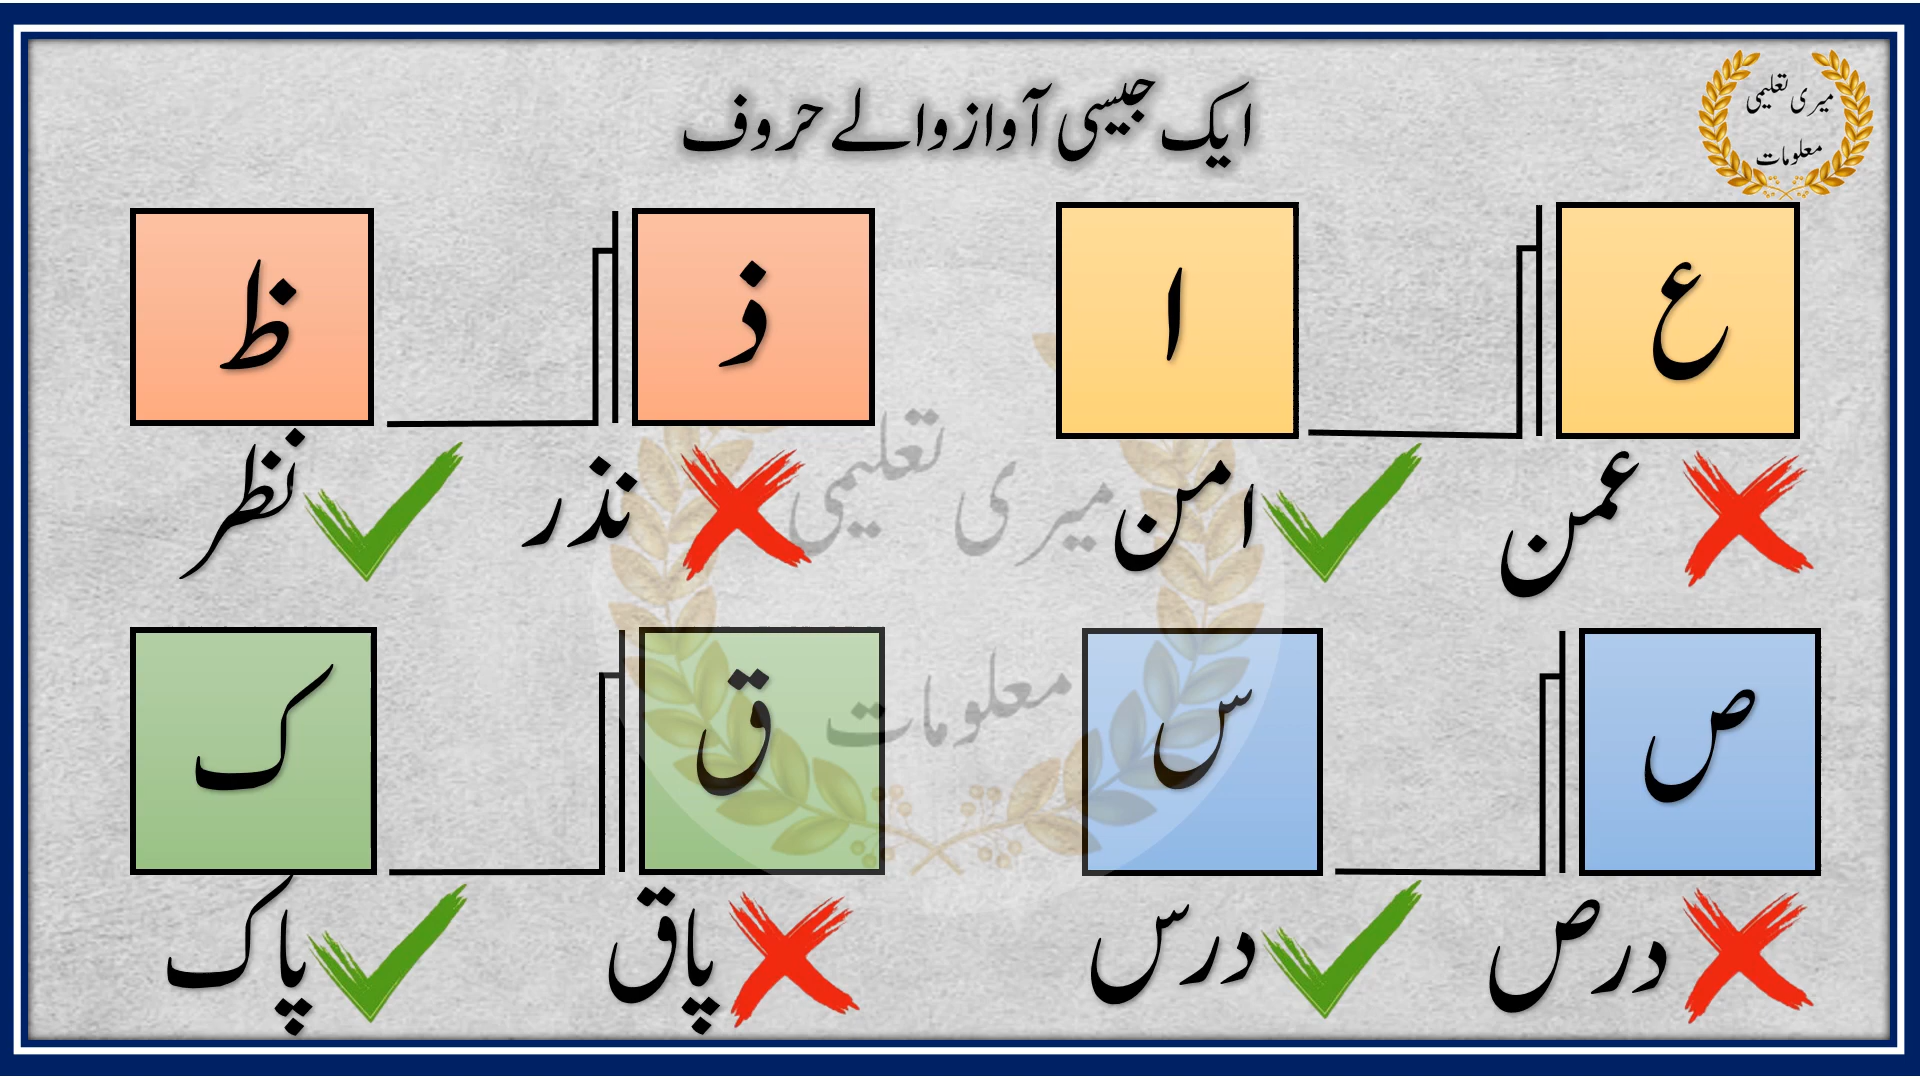 ایک جیسی آواز والے حروف
میری تعلیمی
معلومات
ع ا ذ ظ
عمن امن نذر نظر
میری تعلیمی
معلومات
ص س ق ک
درص درس پاق پاک